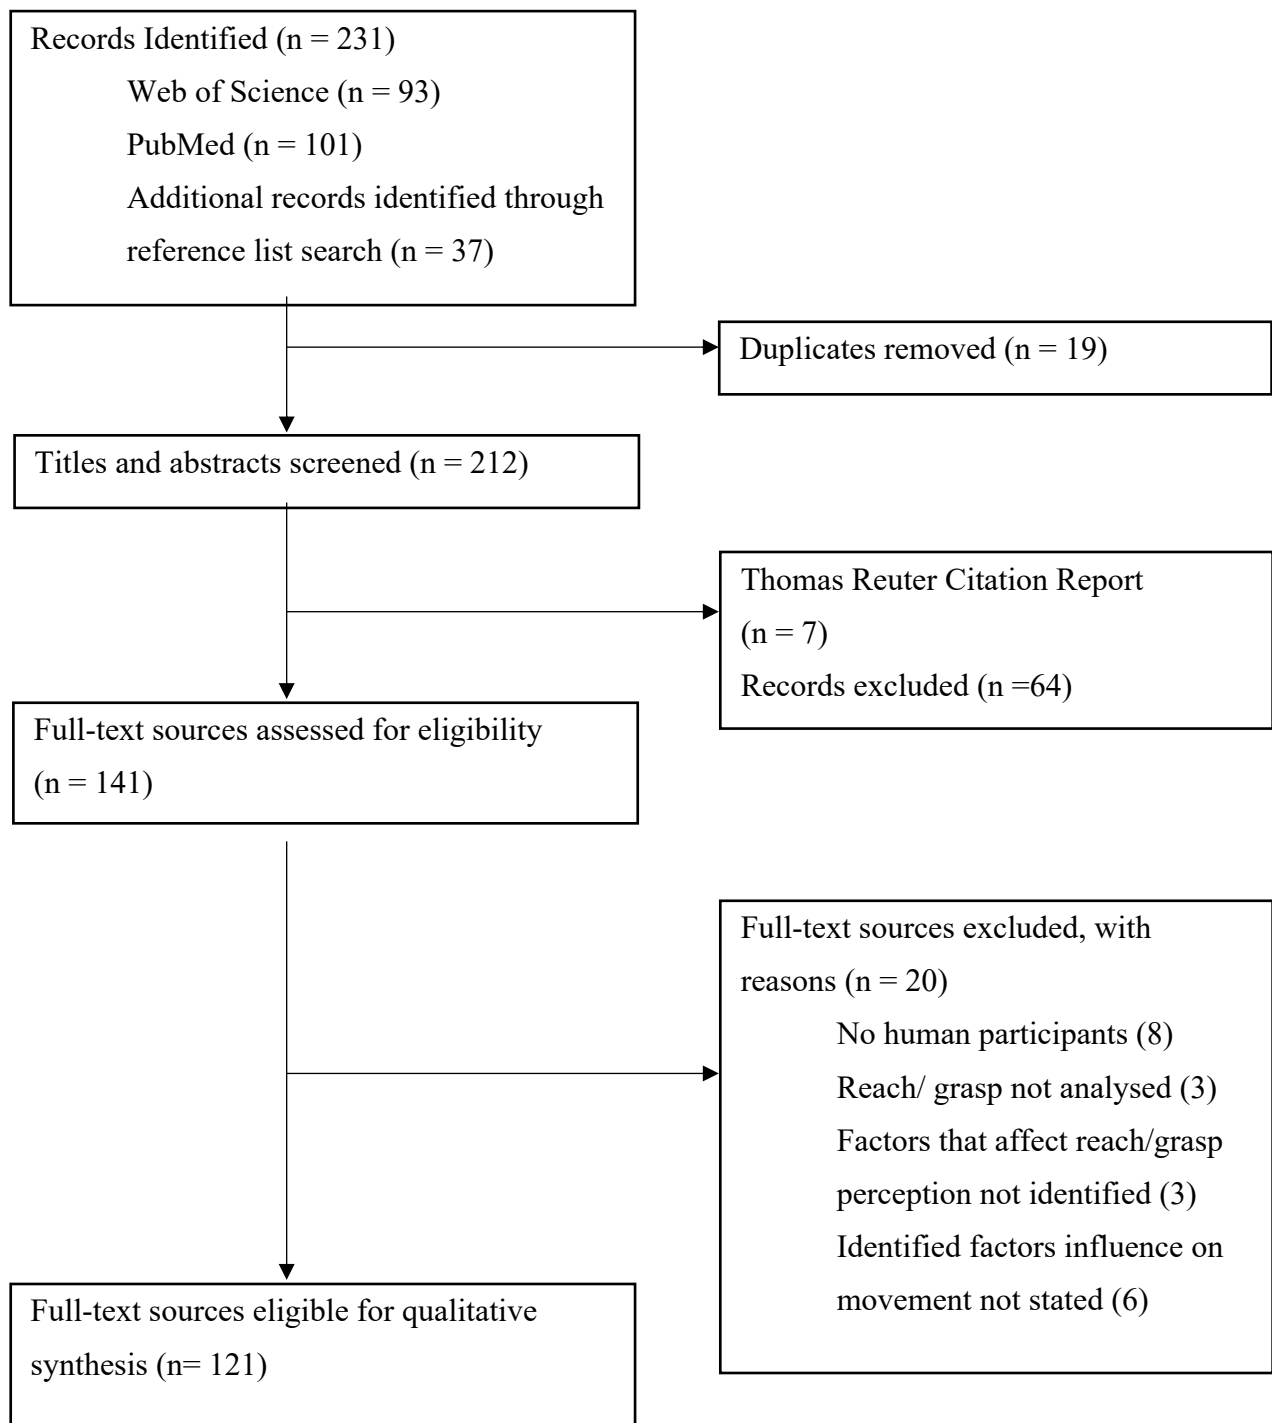 Records Identified (n = 231)
Web of Science (n = 93)
PubMed (n = 101)
Additional records identified through
reference list search (n = 37)
Duplicates removed (n = 19)
Titles and abstracts screened (n = 212)
Thomas Reuter Citation Report
(n = 7)
Records excluded (n =64)
Full-text sources assessed for eligibility
(n = 141)
Full-text sources excluded, with
reasons (n = 20)
No human participants (8)
Reach/ grasp not analysed (3)
Factors that affect reach/grasp
perception not identified (3)
Identified factors influence on
movement not stated (6)
Full-text sources eligible for qualitative
synthesis (n= 121)